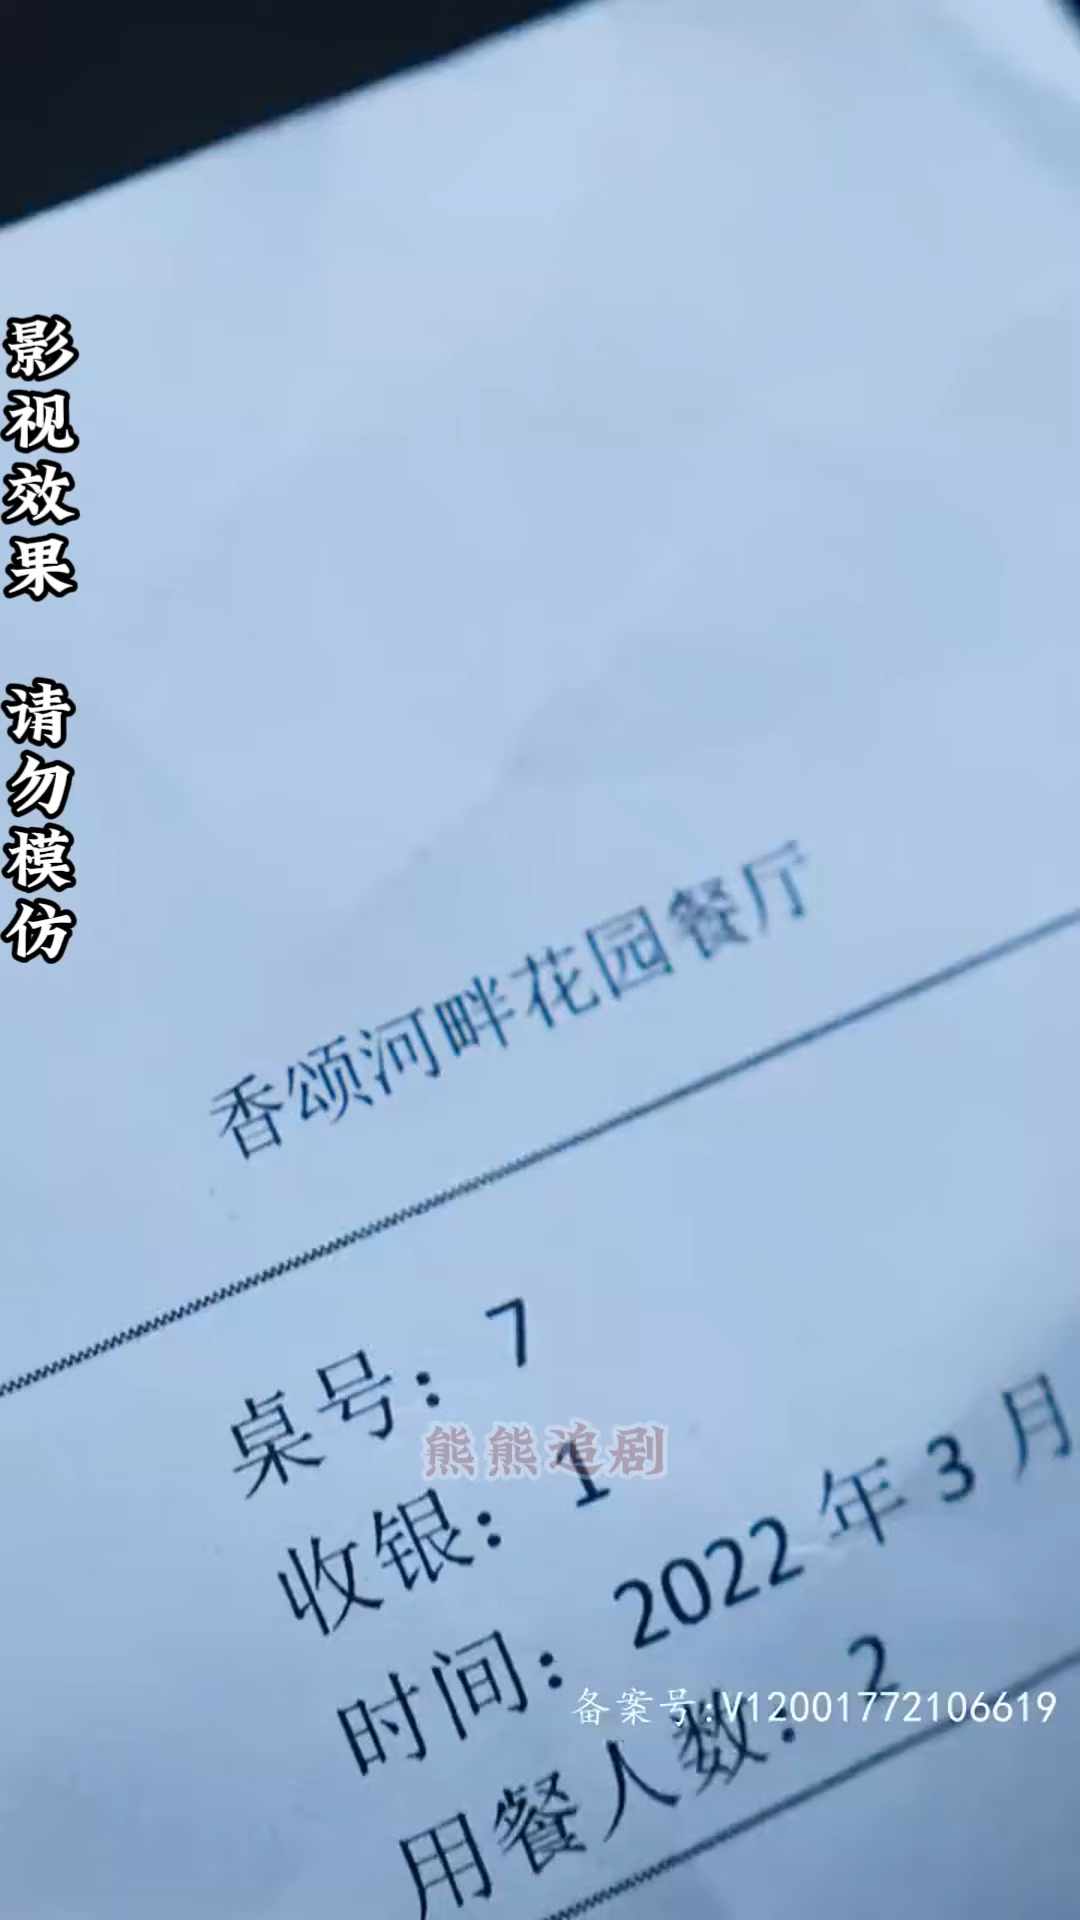 影视效果 请勿模仿
香颂河畔花园餐厅
桌号：7
熊熊追剧
收银：1
时间：2022年3月
备案号:V12001772106619
用餐人数：2